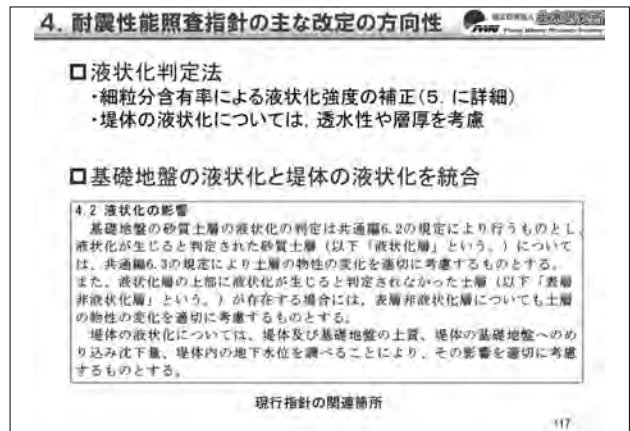 4. 耐震性能照査指針の主な改定の方向性
□液状化判定法
・細粒分含有率による液状化強度の補正(5. に詳細)
・堤体の液状化については, 透水性や層厚を考慮
□基礎地盤の液状化と堤体の液状化を統合
4.2 液状化の影響
基礎地盤の砂質土層の液状化の判定は共通編6.2の規定により行うものとし、
液状化が生じると判定された砂質土層(以下「液状化層」という。)について
は、共通編6.3の規定により土層の物性の変化を適切に考慮するものとする。
また、液状化層の上部に液状化が生じると判定されなかった土層(以下「表層
非液状化層」という。)が存在する場合には、表層非液状化層についても土層
の物性の変化を適切に考慮するものとする。
堤体の液状化については、堤体及び基礎地盤の土質、堤体の基礎地盤へのめ
り込み沈下量、堤体内の地下水位を調べることにより、その影響を適切に考慮
するものとする。
現行指針の関連箇所
117